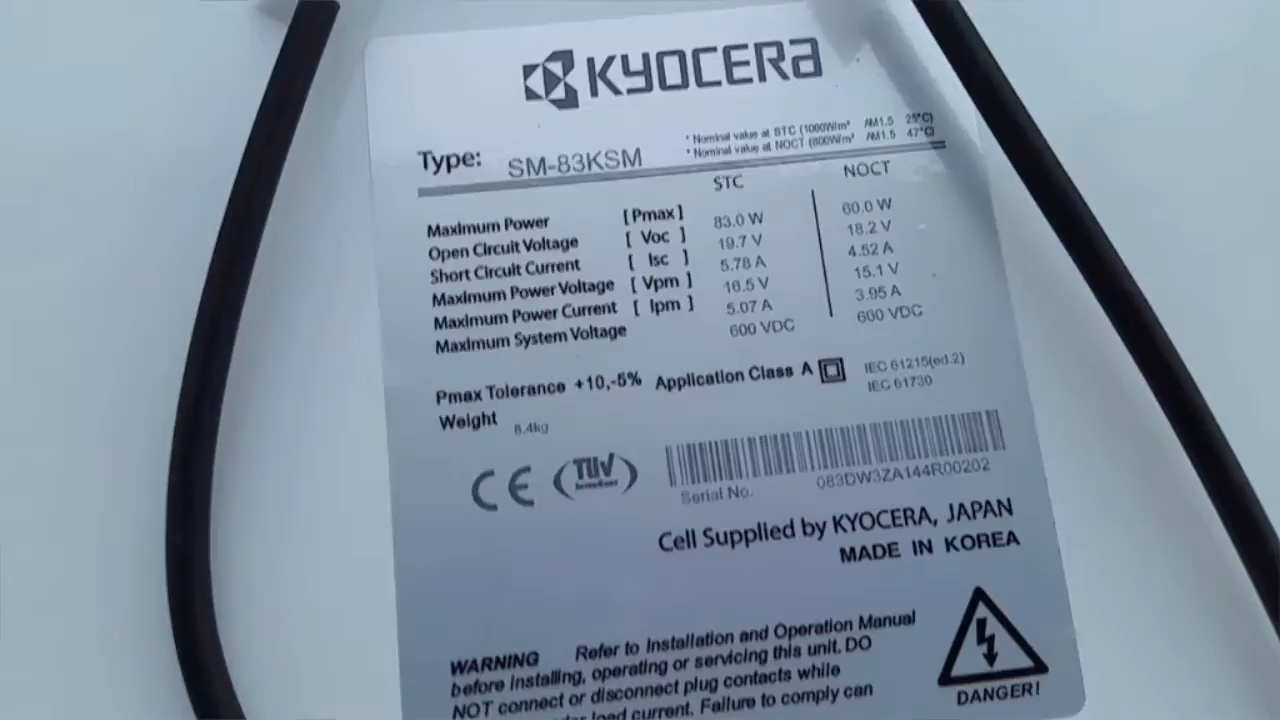 KYOCERA
Type: SM-83KSM
* Nominal value at STC (1000W/m² AM1.5 25°C)
* Nominal value at NOCT (800W/m² AM1.5 47°C)
STC NOCT
Maximum Power [ Pmax ] 83.0 W 60.0 W
Open Circuit Voltage [ Voc ] 19.7 V 18.2 V
Short Circuit Current [ Isc ] 5.78 A 4.52 A
Maximum Power Voltage [ Vpm ] 16.5 V 15.1 V
Maximum Power Current [ Ipm ] 5.07 A 3.95 A
Maximum System Voltage 600 VDC 600 VDC
Pmax Tolerance +10,-5% Application Class A IEC 61215(ed.2)
IEC 61730
Weight 8.4kg
CE TÜV
Serial No. 083DW3ZA144R00202
Cell Supplied by KYOCERA, JAPAN
MADE IN KOREA
WARNING Refer to Installation and Operation Manual
before installing, operating or servicing this unit. DO
NOT connect or disconnect plug contacts while
load current. Failure to comply can
DANGER!